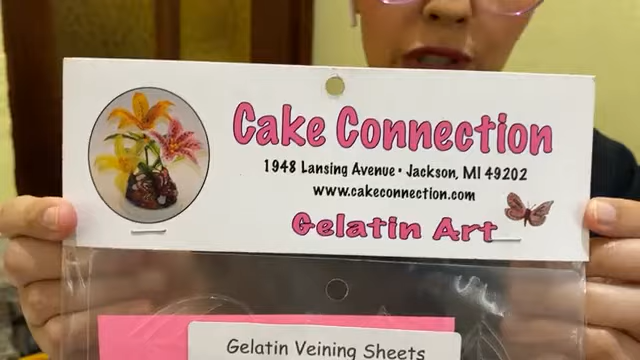 Cake Connection
1948 Lansing Avenue • Jackson, MI 49202
www.cakeconnection.com
Gelatin Art
Gelatin Veining Sheets